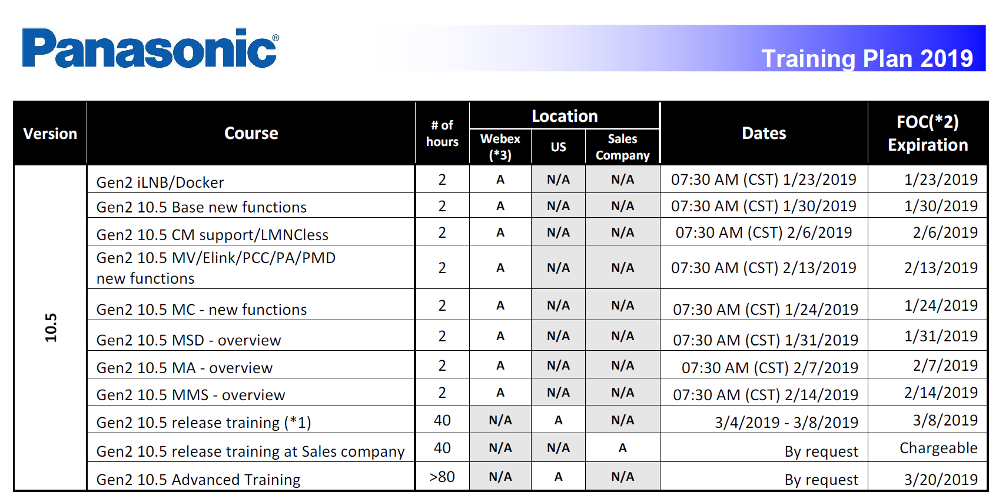 Panasonic®
Training Plan 2019
Version Course # of hours Location Dates FOC(*2) Expiration
Webex (*3) US Sales Company
10.5
Gen2 iLNB/Docker 2 A N/A N/A 07:30 AM (CST) 1/23/2019 1/23/2019
Gen2 10.5 Base new functions 2 A N/A N/A 07:30 AM (CST) 1/30/2019 1/30/2019
Gen2 10.5 CM support/LMNCless 2 A N/A N/A 07:30 AM (CST) 2/6/2019 2/6/2019
Gen2 10.5 MV/Elink/PCC/PA/PMD
new functions 2 A N/A N/A 07:30 AM (CST) 2/13/2019 2/13/2019
Gen2 10.5 MC - new functions 2 A N/A N/A 07:30 AM (CST) 1/24/2019 1/24/2019
Gen2 10.5 MSD - overview 2 A N/A N/A 07:30 AM (CST) 1/31/2019 1/31/2019
Gen2 10.5 MA - overview 2 A N/A N/A 07:30 AM (CST) 2/7/2019 2/7/2019
Gen2 10.5 MMS - overview 2 A N/A N/A 07:30 AM (CST) 2/14/2019 2/14/2019
Gen2 10.5 release training (*1) 40 N/A A N/A 3/4/2019 - 3/8/2019 3/8/2019
Gen2 10.5 release training at Sales company 40 N/A N/A A By request Chargeable
Gen2 10.5 Advanced Training >80 N/A A N/A By request 3/20/2019